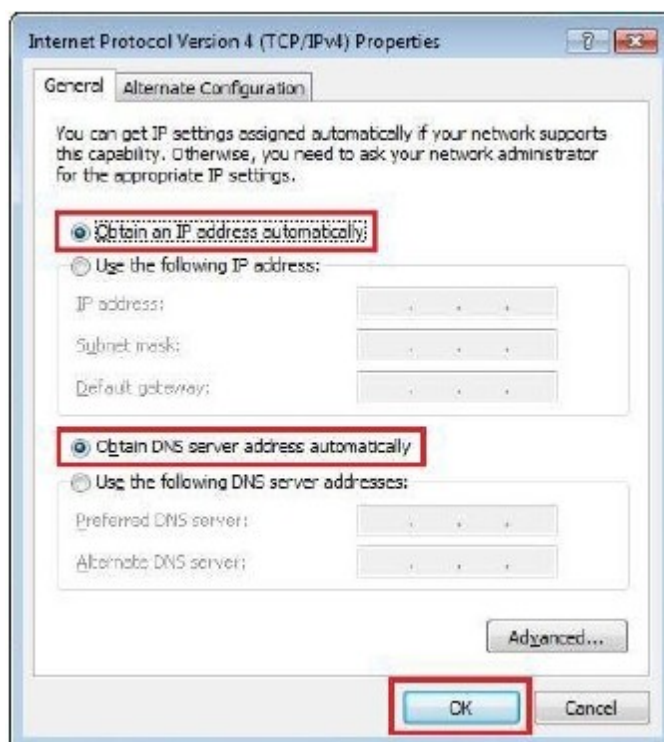 Internet Protocol Version 4 (TCP/IPv4) Properties
General
Alternate Configuration
You can get IP settings assigned automatically if your network supports
this capability. Otherwise, you need to ask your network administrator
for the appropriate IP settings.
Obtain an IP address automatically
Use the following IP address:
IP address:
Subnet mask:
Default gateway:
Obtain DNS server address automatically
Use the following DNS server addresses:
Preferred DNS server:
Alternate DNS server:
Advanced...
OK
Cancel